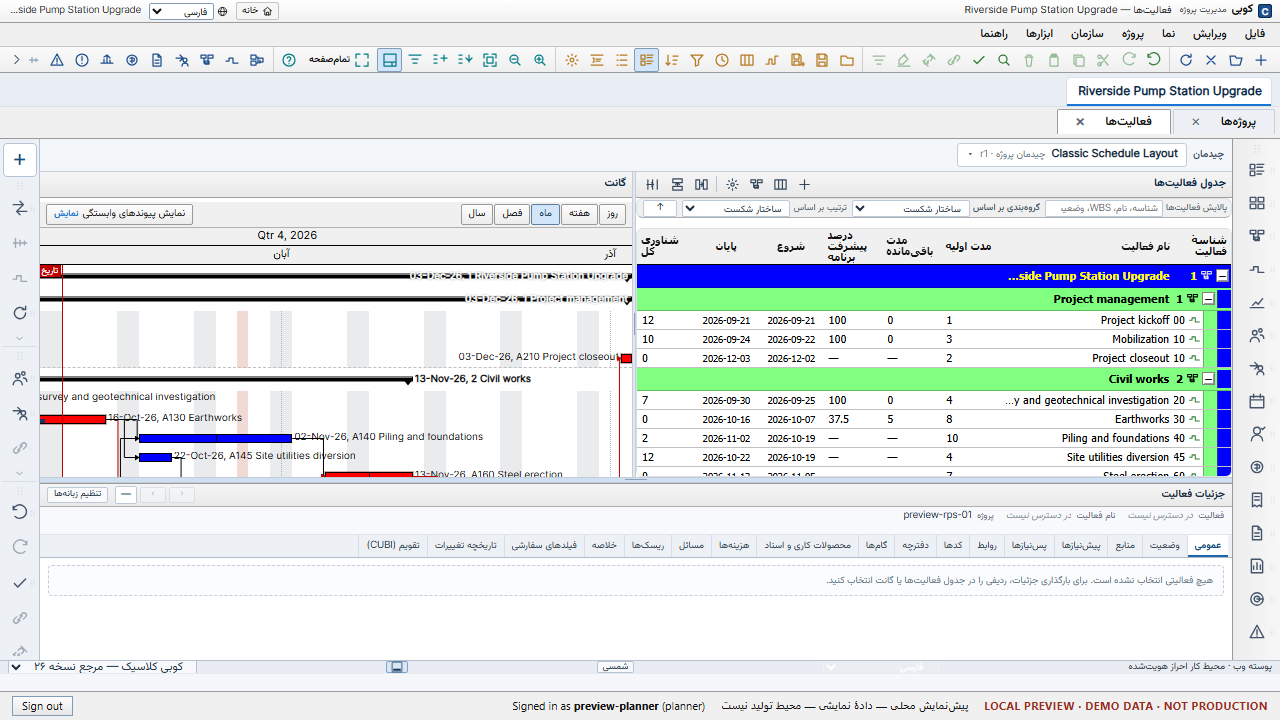 کوبی مدیریت پروژه فعالیت‌ها — Riverside Pump Station Upgrade
خانه
فارسی
...side Pump Station Upgrade
فایل ویرایش نما پروژه سازمان ابزارها راهنما
تمام‌صفحه
Riverside Pump Station Upgrade
پروژه‌ها ×
فعالیت‌ها ×
چیدمان Classic Schedule Layout چیدمان پروژه · r1
جدول فعالیت‌ها
پالایش فعالیت‌ها شناسه، نام، WBS، وضعی گروه‌بندی بر اساس ساختار شکست ترتیب بر اساس ساختار شکست ↑
شناسه فعالیت نام فعالیت مدت اولیه مدت باقی‌مانده درصد پیشرفت برنامه شروع پایان شناوری کل
1 ...side Pump Station Upgrade
1 Project management
00 Project kickoff 1 0 100 2026-09-21 2026-09-21 12
10 Mobilization 3 0 100 2026-09-22 2026-09-24 10
10 Project closeout 2 — — 2026-12-02 2026-12-03 0
2 Civil works
20 ...y and geotechnical investigation 4 0 100 2026-09-25 2026-09-30 7
30 Earthworks 8 5 37.5 2026-10-07 2026-10-16 0
40 Piling and foundations 10 — — 2026-10-19 2026-11-02 2
45 Site utilities diversion 4 — — 2026-10-19 2026-10-22 12
گانت
روز هفته ماه فصل سال
نمایش پیوندهای وابستگی نمایش
Qtr 4, 2026
آبان
آذر
تاریخ
03-Dec-26, 1 Riverside Pump Station Upgrade
03-Dec-26, 1 Project management
03-Dec-26, A210 Project closeout
13-Nov-26, 2 Civil works
survey and geotechnical investigation
16-Oct-26, A130 Earthworks
02-Nov-26, A140 Piling and foundations
22-Oct-26, A145 Site utilities diversion
13-Nov-26, A160 Steel erection
جزئیات فعالیت
تنظیم زبانه‌ها
فعالیت در دسترس نیست نام فعالیت در دسترس نیست پروژه preview-rps-01
عمومی وضعیت منابع پیش‌نیازها پس‌نیازها روابط کدها دفترچه گام‌ها محصولات کاری و اسناد هزینه‌ها مسائل ریسک‌ها خلاصه فیلدهای سفارشی تاریخچه تغییرات تقویم (CUBI)
هیچ فعالیتی انتخاب نشده است. برای بارگذاری جزئیات، ردیفی را در جدول فعالیت‌ها یا گانت انتخاب کنید.
پوسته وب · محیط کار احراز هویت‌شده
فارسی
شمسی
کوبی کلاسیک — مرجع نسخه ۲۶
LOCAL PREVIEW · DEMO DATA · NOT PRODUCTION
پیش‌نمایش محلی — دادهٔ نمایشی — محیط تولید نیست
Signed in as preview-planner (planner)
Sign out